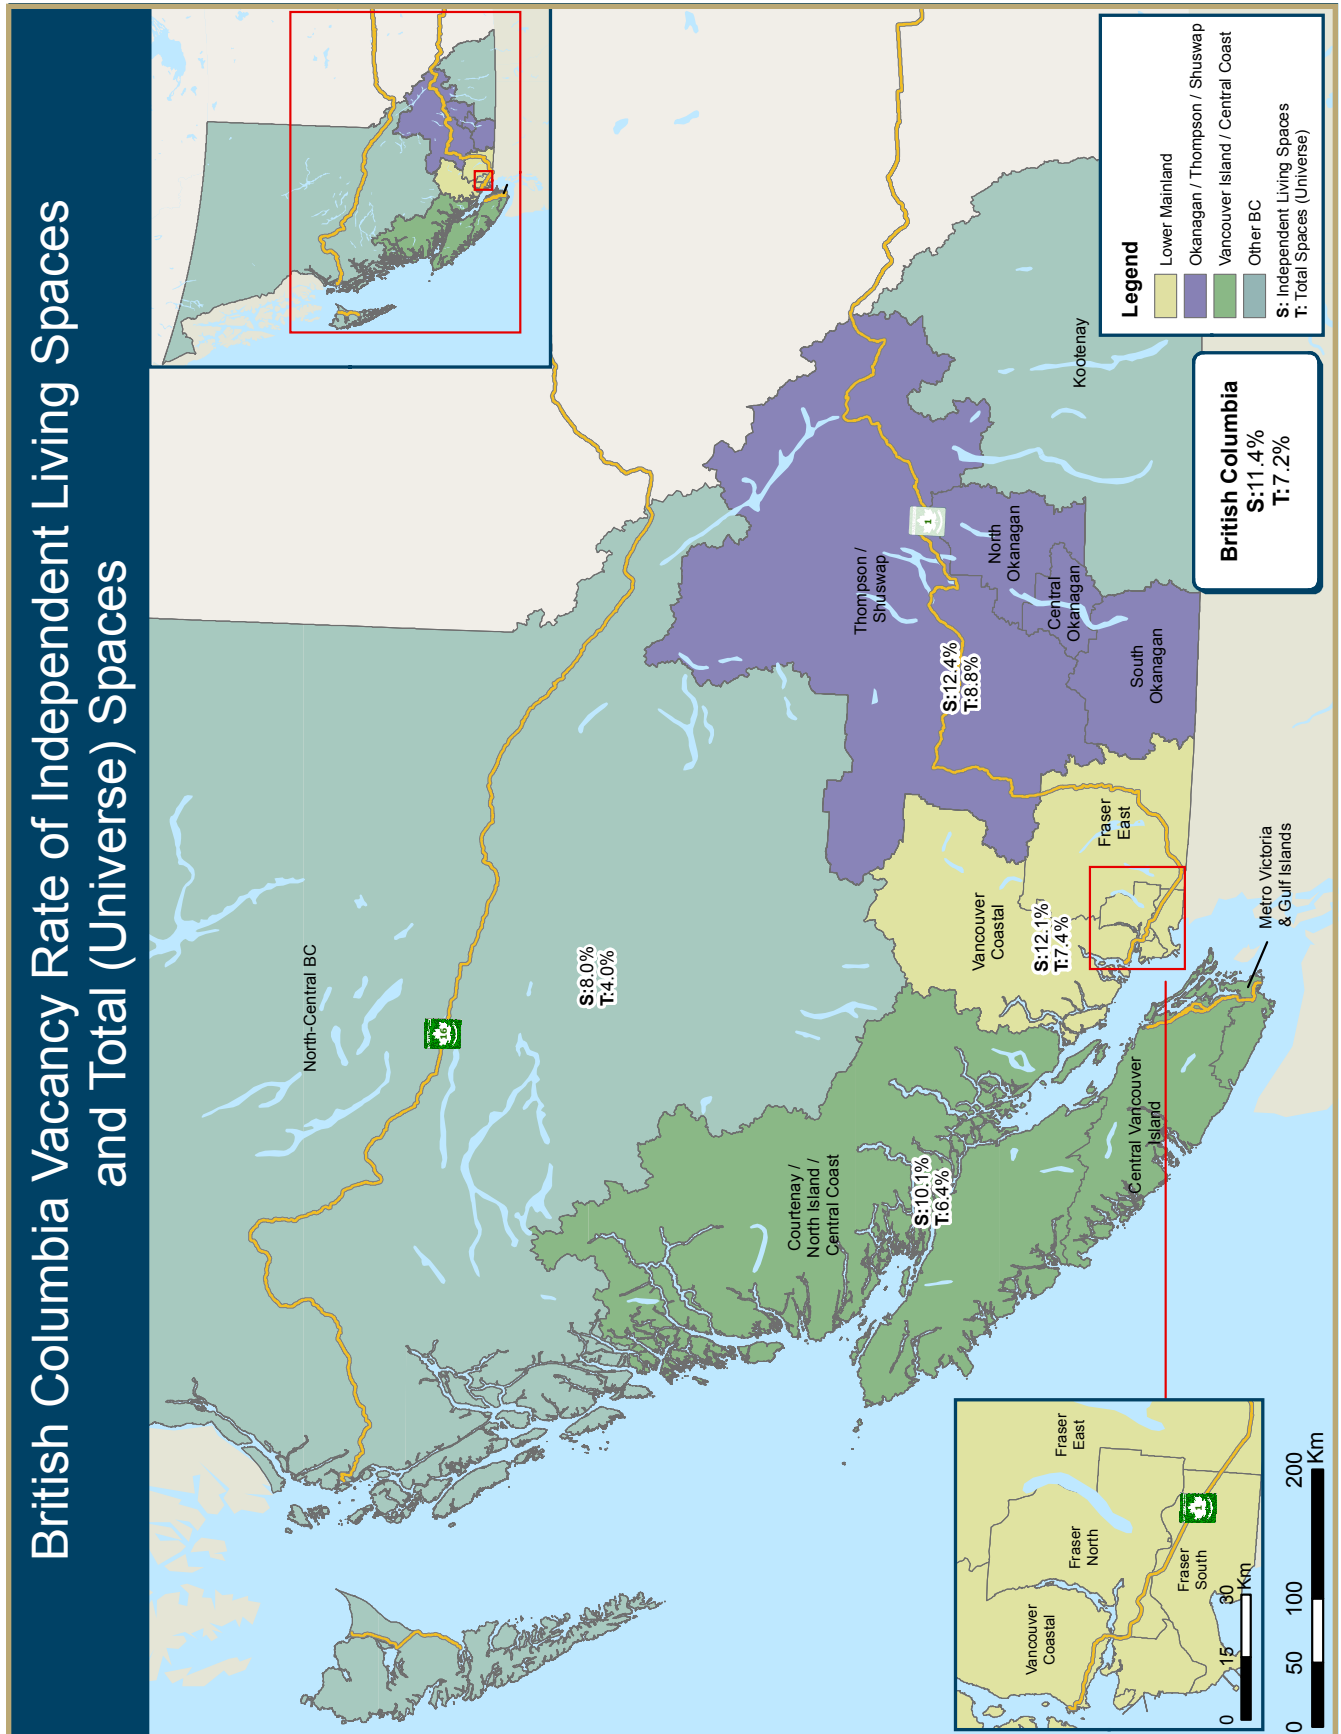 British Columbia Vacancy Rate of Independent Living Spaces
and Total (Universe) Spaces
North-Central BC
16
S:8.0%
T:4.0%
Courtenay /
North Island /
Central Coast
S:10.1%
T:6.4%
Central Vancouver
Island
Metro Victoria
& Gulf Islands
Vancouver
Coastal
S:12.1%
T:7.4%
Fraser
East
Thompson /
Shuswap
S:12.4%
T:8.8%
1
North
Okanagan
Central
Okanagan
South
Okanagan
Kootenay
Vancouver
Coastal
Fraser
North
Fraser
East
Fraser
South
1
0 15 30
Km
0 50 100 200
Km
British Columbia
S:11.4%
T:7.2%
Legend
Lower Mainland
Okanagan / Thompson / Shuswap
Vancouver Island / Central Coast
Other BC
S: Independent Living Spaces
T: Total Spaces (Universe)